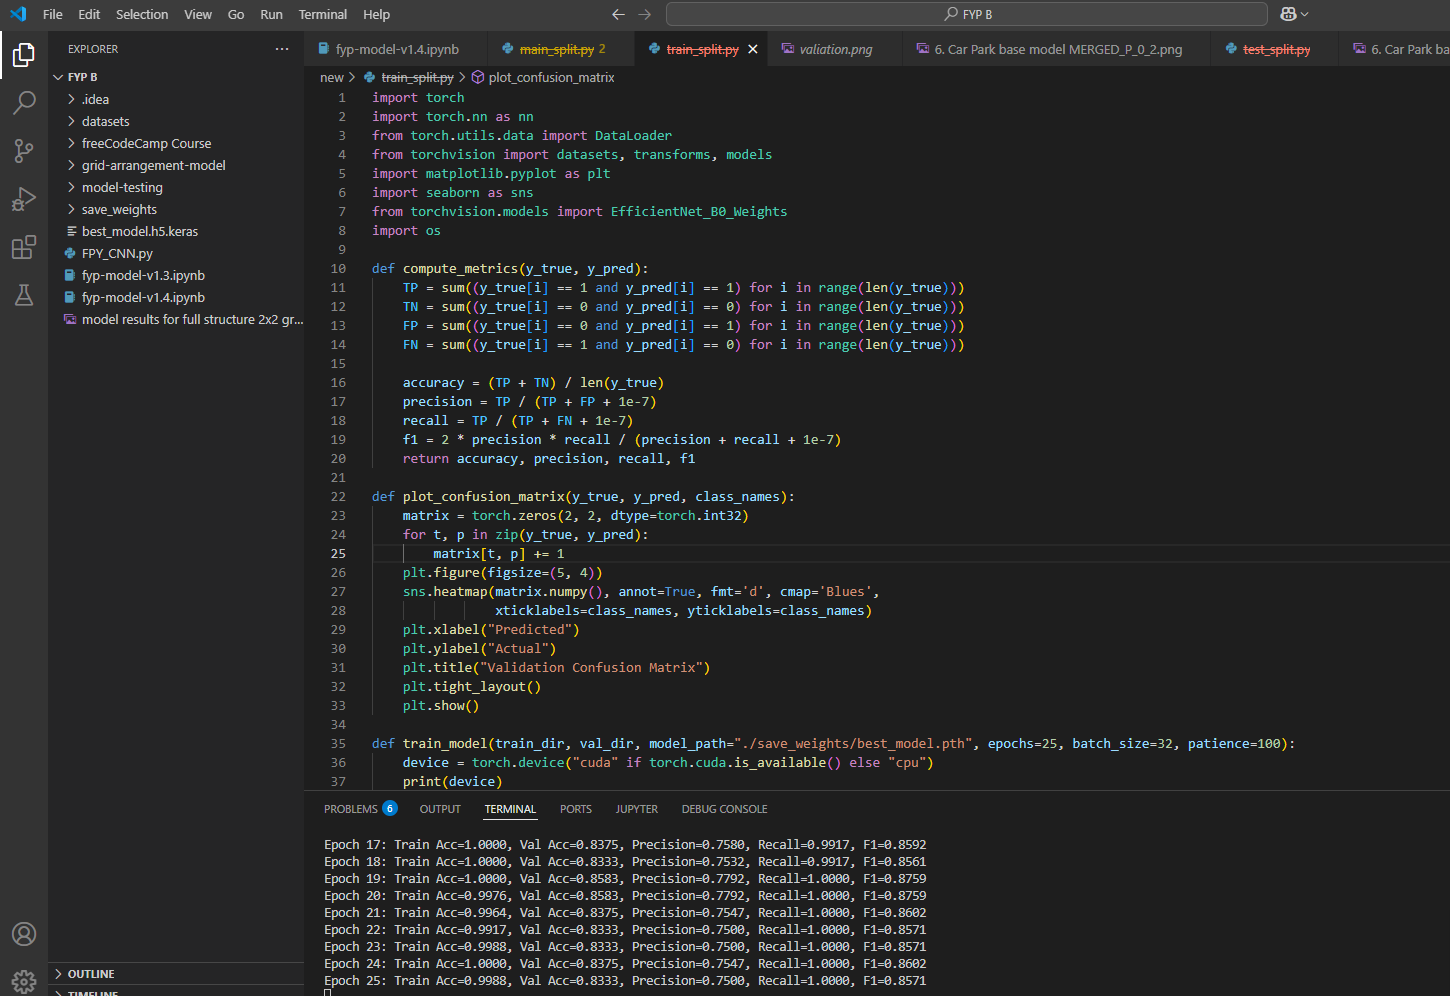 File Edit Selection View Go Run Terminal Help
FYP B
EXPLORER
FYP B
.idea
datasets
freeCodeCamp Course
grid-arrangement-model
model-testing
save_weights
best_model.h5.keras
FPY_CNN.py
fyp-model-v1.3.ipynb
fyp-model-v1.4.ipynb
model results for full structure 2x2 gr...
OUTLINE
TIMELINE
fyp-model-v1.4.ipynb main_split.py 2 train_split.py valiation.png 6. Car Park base model MERGED_P_0_2.png test_split.py 6. Car Park ba
new > train_split.py > plot_confusion_matrix
1 import torch
2 import torch.nn as nn
3 from torch.utils.data import DataLoader
4 from torchvision import datasets, transforms, models
5 import matplotlib.pyplot as plt
6 import seaborn as sns
7 from torchvision.models import EfficientNet_B0_Weights
8 import os
9
10 def compute_metrics(y_true, y_pred):
11     TP = sum((y_true[i] == 1 and y_pred[i] == 1) for i in range(len(y_true)))
12     TN = sum((y_true[i] == 0 and y_pred[i] == 0) for i in range(len(y_true)))
13     FP = sum((y_true[i] == 0 and y_pred[i] == 1) for i in range(len(y_true)))
14     FN = sum((y_true[i] == 1 and y_pred[i] == 0) for i in range(len(y_true)))
15
16     accuracy = (TP + TN) / len(y_true)
17     precision = TP / (TP + FP + 1e-7)
18     recall = TP / (TP + FN + 1e-7)
19     f1 = 2 * precision * recall / (precision + recall + 1e-7)
20     return accuracy, precision, recall, f1
21
22 def plot_confusion_matrix(y_true, y_pred, class_names):
23     matrix = torch.zeros(2, 2, dtype=torch.int32)
24     for t, p in zip(y_true, y_pred):
25         matrix[t, p] += 1
26     plt.figure(figsize=(5, 4))
27     sns.heatmap(matrix.numpy(), annot=True, fmt='d', cmap='Blues',
28                 xticklabels=class_names, yticklabels=class_names)
29     plt.xlabel("Predicted")
30     plt.ylabel("Actual")
31     plt.title("Validation Confusion Matrix")
32     plt.tight_layout()
33     plt.show()
34
35 def train_model(train_dir, val_dir, model_path="./save_weights/best_model.pth", epochs=25, batch_size=32, patience=100):
36     device = torch.device("cuda" if torch.cuda.is_available() else "cpu")
37     print(device)
PROBLEMS 6 OUTPUT TERMINAL PORTS JUPYTER DEBUG CONSOLE
Epoch 17: Train Acc=1.0000, Val Acc=0.8375, Precision=0.7580, Recall=0.9917, F1=0.8592
Epoch 18: Train Acc=1.0000, Val Acc=0.8333, Precision=0.7532, Recall=0.9917, F1=0.8561
Epoch 19: Train Acc=1.0000, Val Acc=0.8583, Precision=0.7792, Recall=1.0000, F1=0.8759
Epoch 20: Train Acc=0.9976, Val Acc=0.8583, Precision=0.7792, Recall=1.0000, F1=0.8759
Epoch 21: Train Acc=0.9964, Val Acc=0.8375, Precision=0.7547, Recall=1.0000, F1=0.8602
Epoch 22: Train Acc=0.9917, Val Acc=0.8333, Precision=0.7500, Recall=1.0000, F1=0.8571
Epoch 23: Train Acc=0.9988, Val Acc=0.8333, Precision=0.7500, Recall=1.0000, F1=0.8571
Epoch 24: Train Acc=1.0000, Val Acc=0.8375, Precision=0.7547, Recall=1.0000, F1=0.8602
Epoch 25: Train Acc=0.9988, Val Acc=0.8333, Precision=0.7500, Recall=1.0000, F1=0.8571